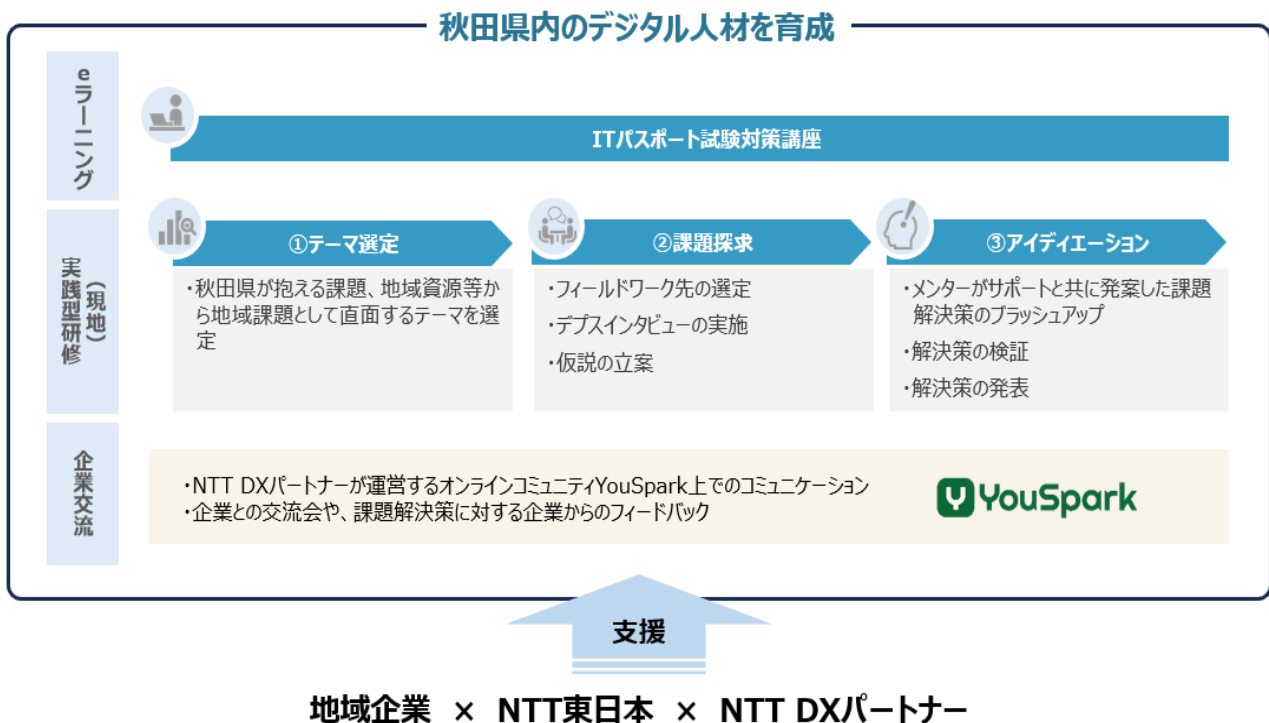 秋田県内のデジタル人材を育成
eラーニング
ITパスポート試験対策講座
実践型研修
（現地）
①テーマ選定
・秋田県が抱える課題、地域資源等か
ら地域課題として直面するテーマを選
定
②課題探求
・フィールドワーク先の選定
・デプスインタビューの実施
・仮説の立案
③アイディエーション
・メンターがサポートと共に発案した課題
解決策のブラッシュアップ
・解決策の検証
・解決策の発表
企業交流
・NTT DXパートナーが運営するオンラインコミュニティYouSpark上でのコミュニケーション
・企業との交流会や、課題解決策に対する企業からのフィードバック
YouSpark
支援
地域企業 × NTT東日本 × NTT DXパートナー